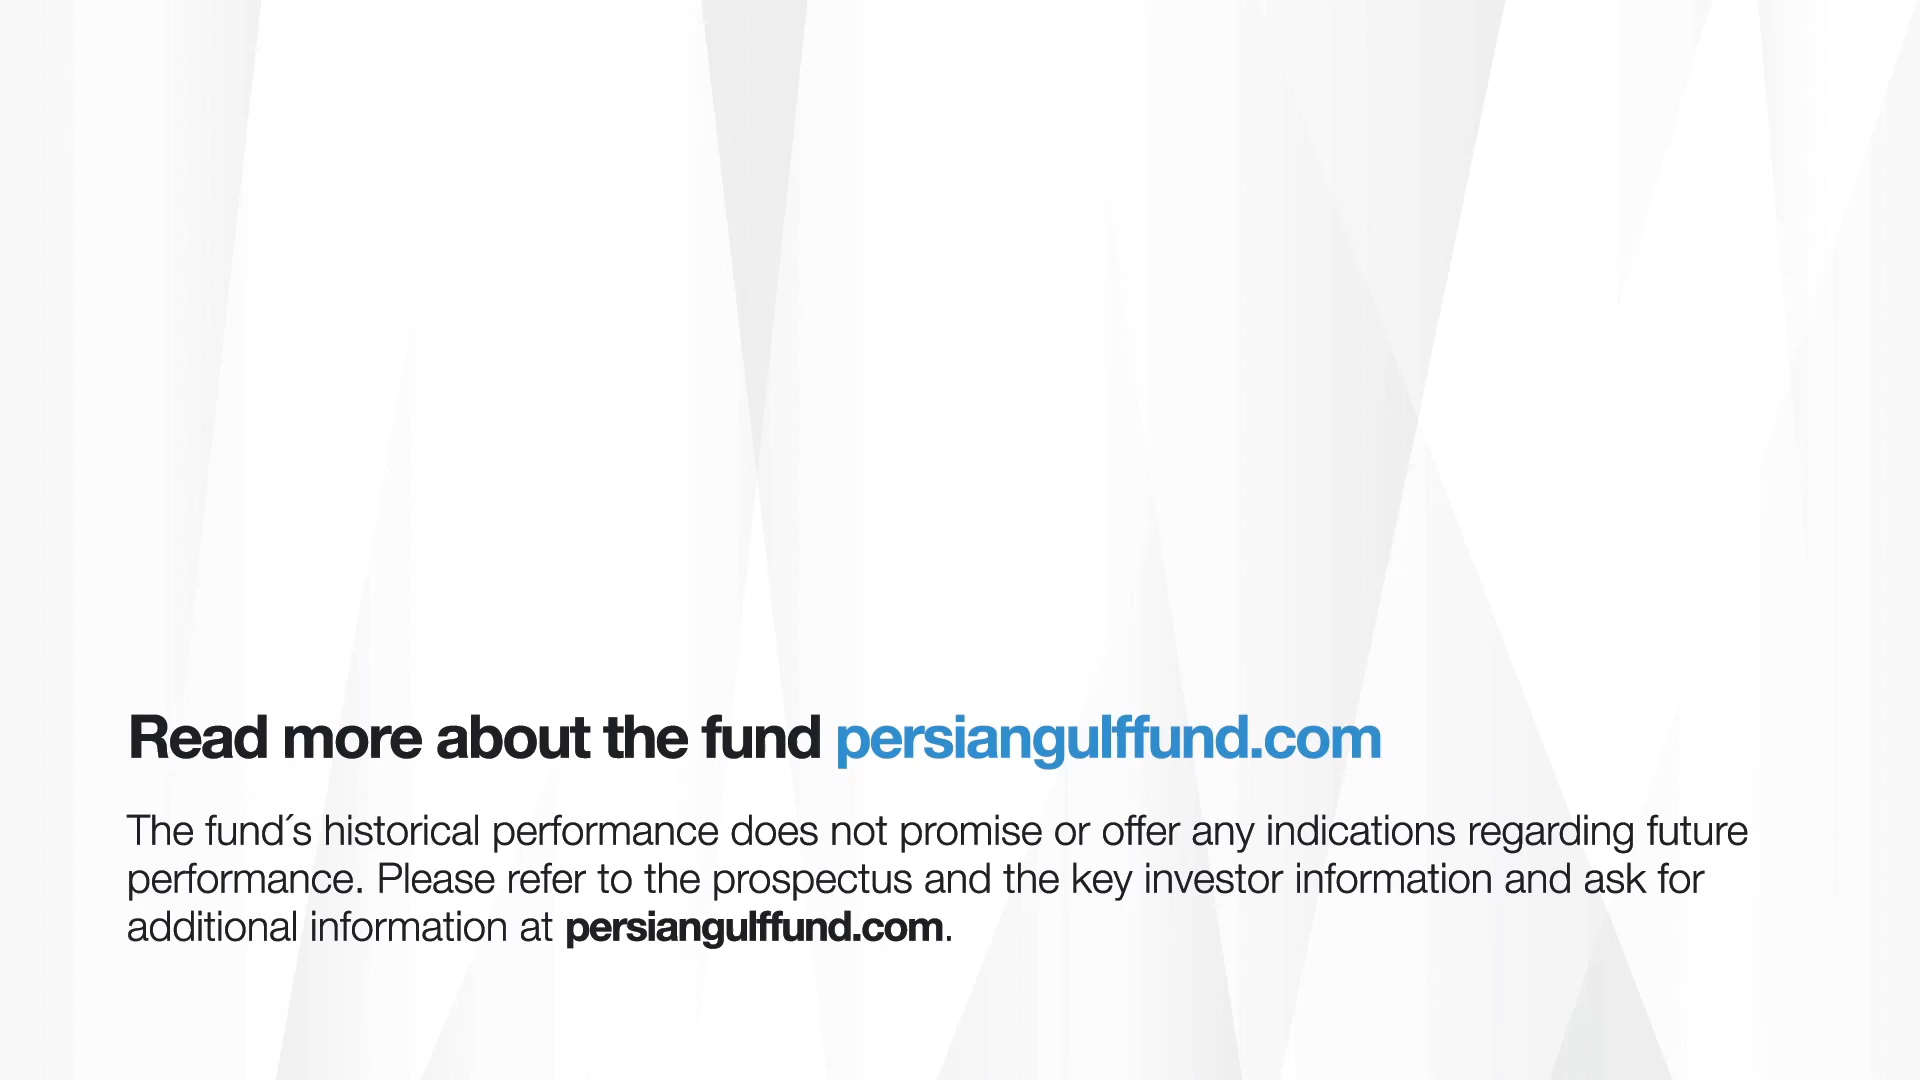 Read more about the fund persiangulffund.com
The fund´s historical performance does not promise or offer any indications regarding future
performance. Please refer to the prospectus and the key investor information and ask for
additional information at persiangulffund.com.